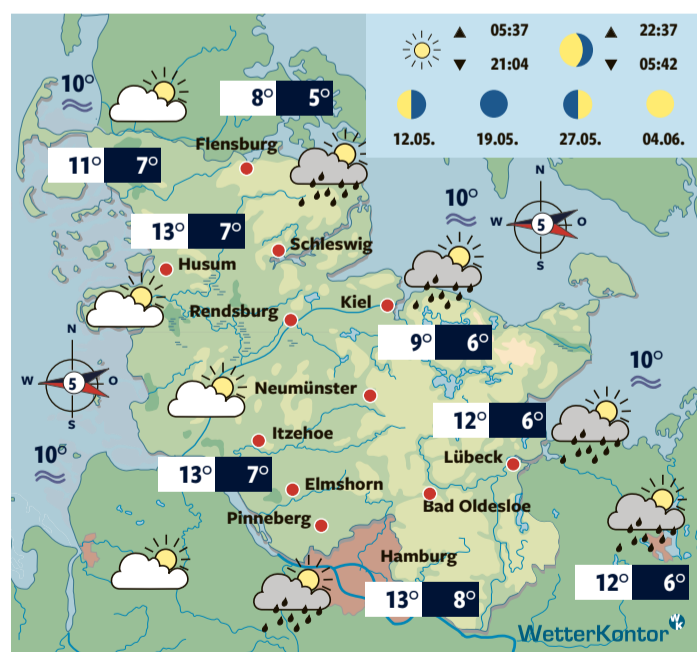 05:37
21:04
22:37
05:42
12.05.
19.05.
27.05.
04.06.
10°
8° 5°
Flensburg
11° 7°
13° 7°
Schleswig
Husum
10°
N
W 5 O
S
Rendsburg
Kiel
9° 6°
N
W 5 O
S
Neumünster
10°
12° 6°
Itzehoe
Lübeck
10°
13° 7°
Elmshorn
Bad Oldesloe
Pinneberg
Hamburg
12° 6°
13° 8°
WetterKontor
WK